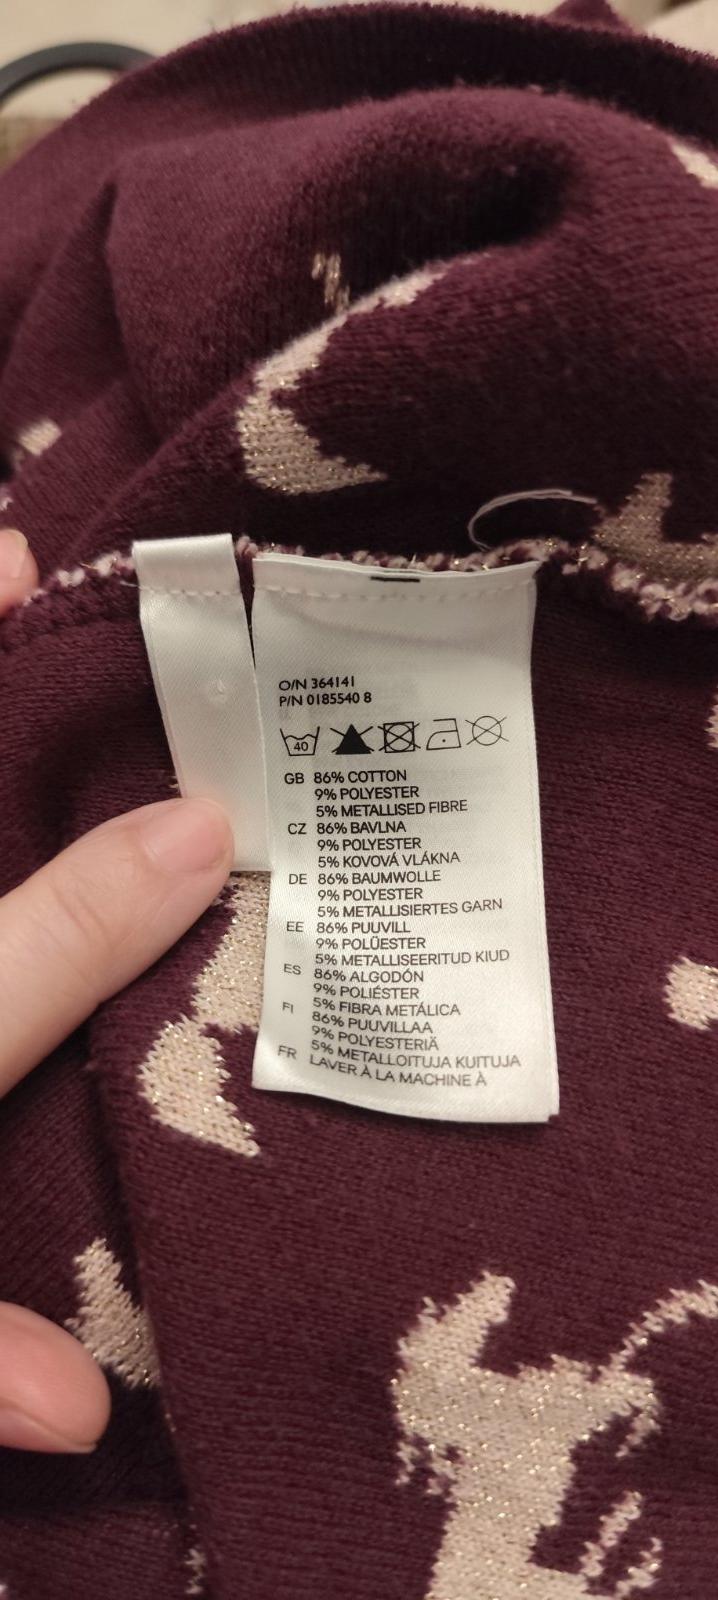 O/N 364141
P/N 0185540 8
40
GB 86% COTTON
9% POLYESTER
5% METALLISED FIBRE
CZ 86% BAVLNA
9% POLYESTER
5% KOVOVÁ VLÁKNA
DE 86% BAUMWOLLE
9% POLYESTER
5% METALLISIERTES GARN
EE 86% PUUVILL
9% POLÜESTER
5% METALLISEERITUD KIUD
ES 86% ALGODÓN
9% POLIÉSTER
5% FIBRA METÁLICA
FI 86% PUUVILLAA
9% POLYESTERIÄ
5% METALLOITUJA KUITUJA
FR LAVER À LA MACHINE À